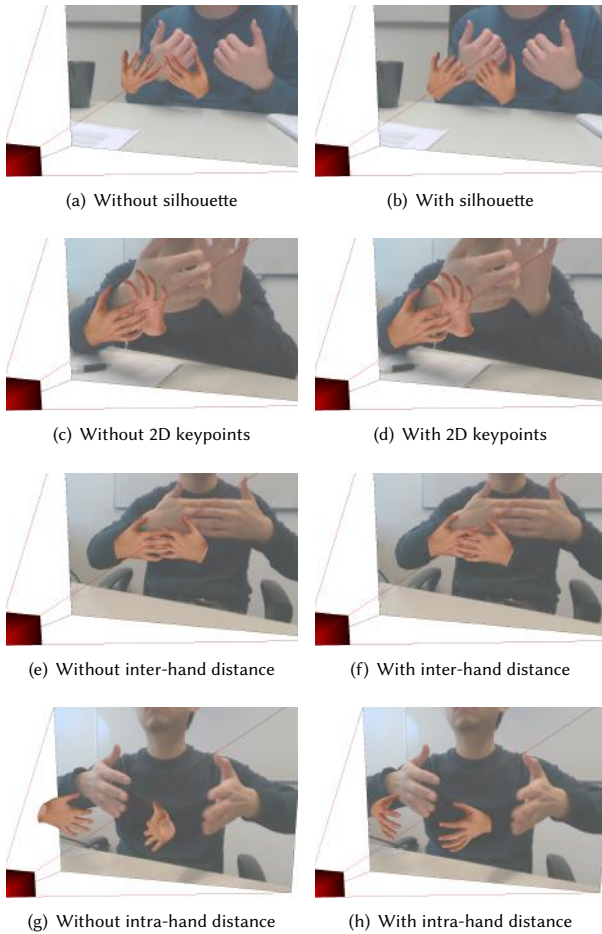 (a) Without silhouette
(b) With silhouette
(c) Without 2D keypoints
(d) With 2D keypoints
(e) Without inter-hand distance
(f) With inter-hand distance
(g) Without intra-hand distance
(h) With intra-hand distance